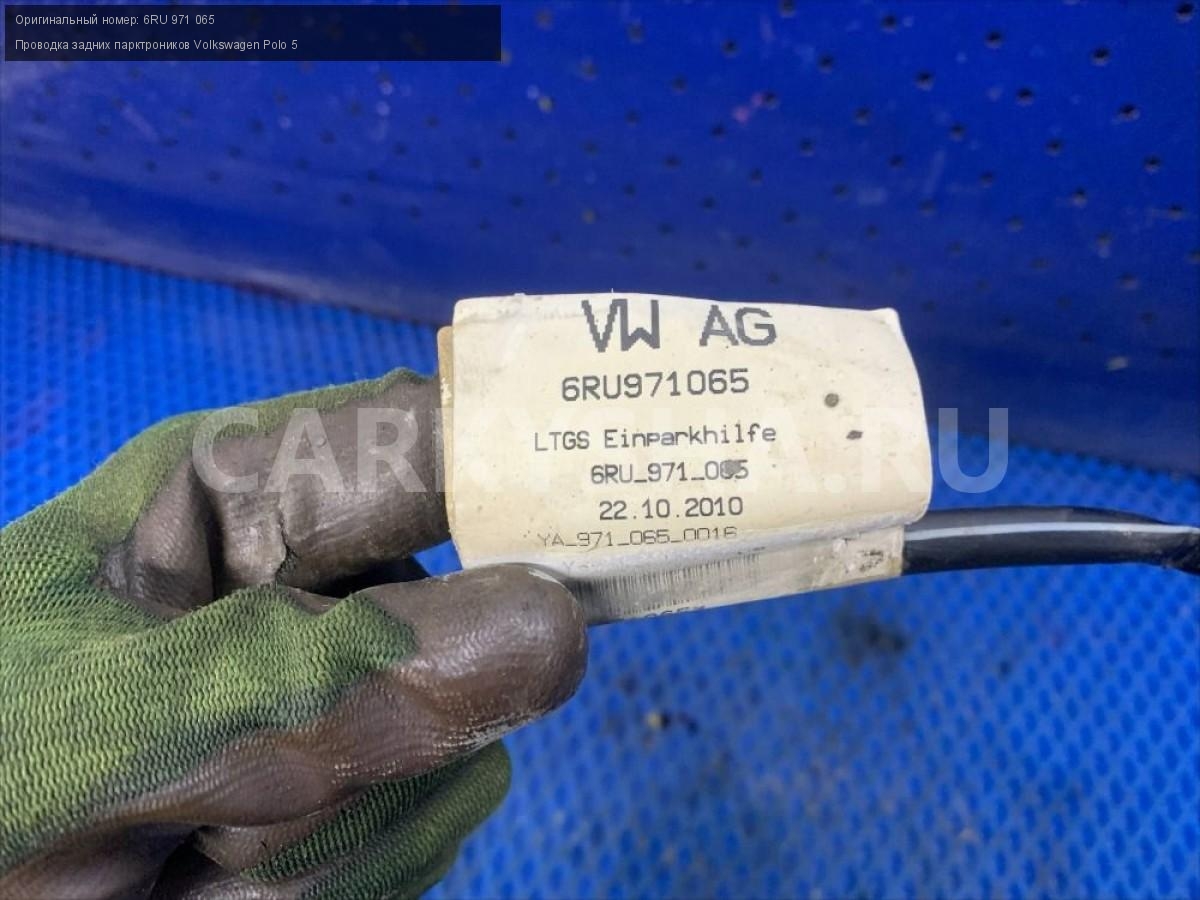 Оригинальный номер: 6RU 971 065
Проводка задних парктроников Volkswagen Polo 5
VW AG
6RU971065
LTGS Einparkhilfe
6RU_971_065
22.10.2010
YA_971_065_0016
CARKYSHA.RU